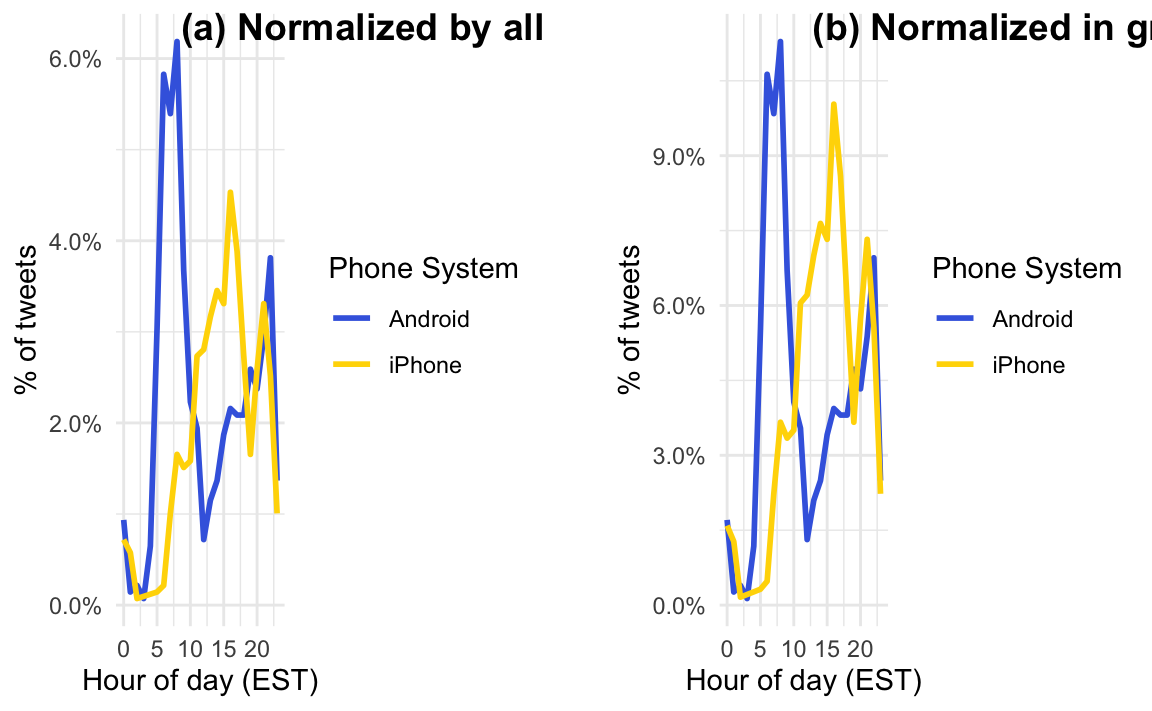 (a) Normalized by all
6.0%
4.0%
2.0%
0.0%
% of tweets
0 5 10 15 20
Hour of day (EST)
Phone System
Android
iPhone
(b) Normalized in gr
9.0%
6.0%
3.0%
0.0%
% of tweets
0 5 10 15 20
Hour of day (EST)
Phone System
Android
iPhone